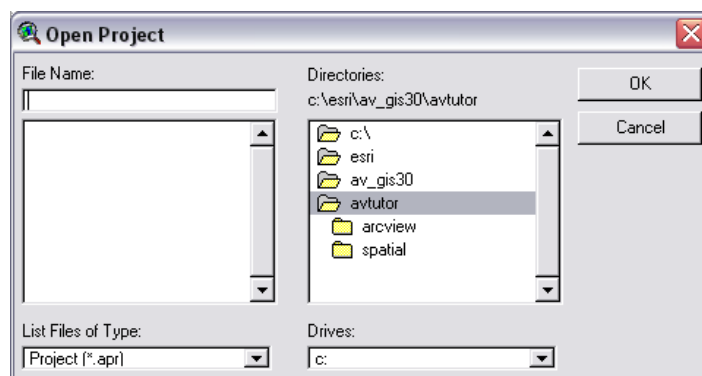 Open Project
File Name:
Directories:
c:\esri\av_gis30\avtutor
OK
Cancel
c:\
esri
av_gis30
avtutor
arcview
spatial
List Files of Type:
Project (*.apr)
Drives:
c: